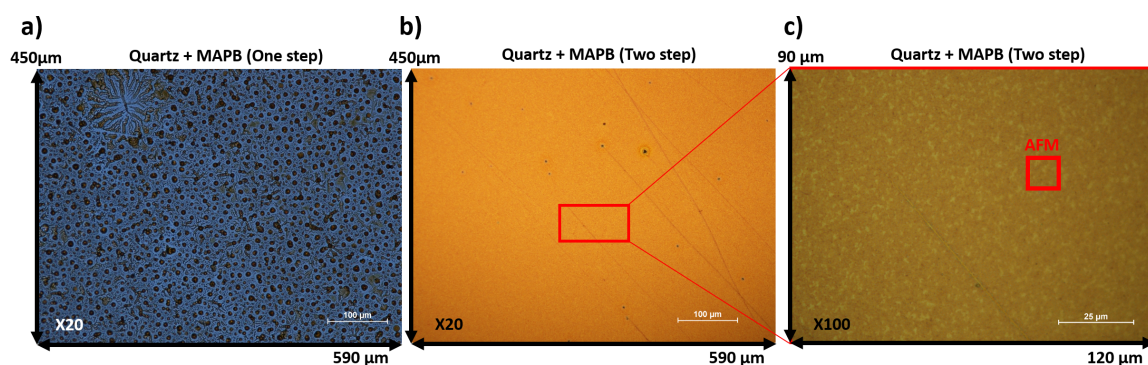 a)
450µm
Quartz + MAPB (One step)
X20
100 µm
590 µm
b)
450µm
Quartz + MAPB (Two step)
X20
100 µm
590 µm
c)
90 µm
Quartz + MAPB (Two step)
AFM
X100
25 µm
120 µm